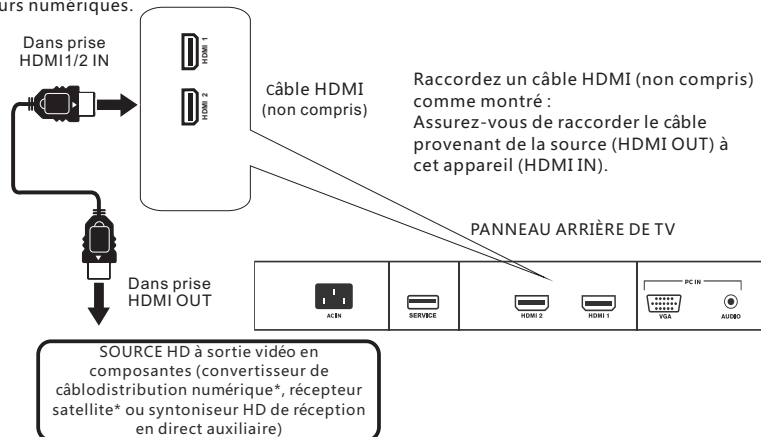 urs numériques.
Dans prise
HDMI1/2 IN
HDMI 1
HDMI 2
câble HDMI
(non compris)
Raccordez un câble HDMI (non compris)
comme montré :
Assurez-vous de raccorder le câble
provenant de la source (HDMI OUT) à
cet appareil (HDMI IN).
PANNEAU ARRIÈRE DE TV
Dans prise
HDMI OUT
AC IN
SERVICE
HDMI 2
HDMI 1
PC IN
VGA
AUDIO
SOURCE HD à sortie vidéo en
composantes (convertisseur de
câblodistribution numérique*, récepteur
satellite* ou syntoniseur HD de réception
en direct auxiliaire)